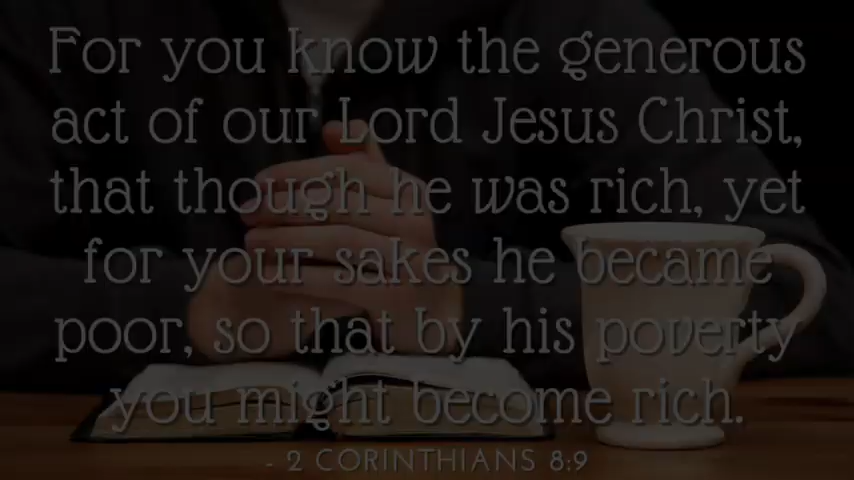 For you know the generous
act of our Lord Jesus Christ,
that though he was rich, yet
for your sakes he became
poor, so that by his poverty
you might become rich.
- 2 CORINTHIANS 8:9